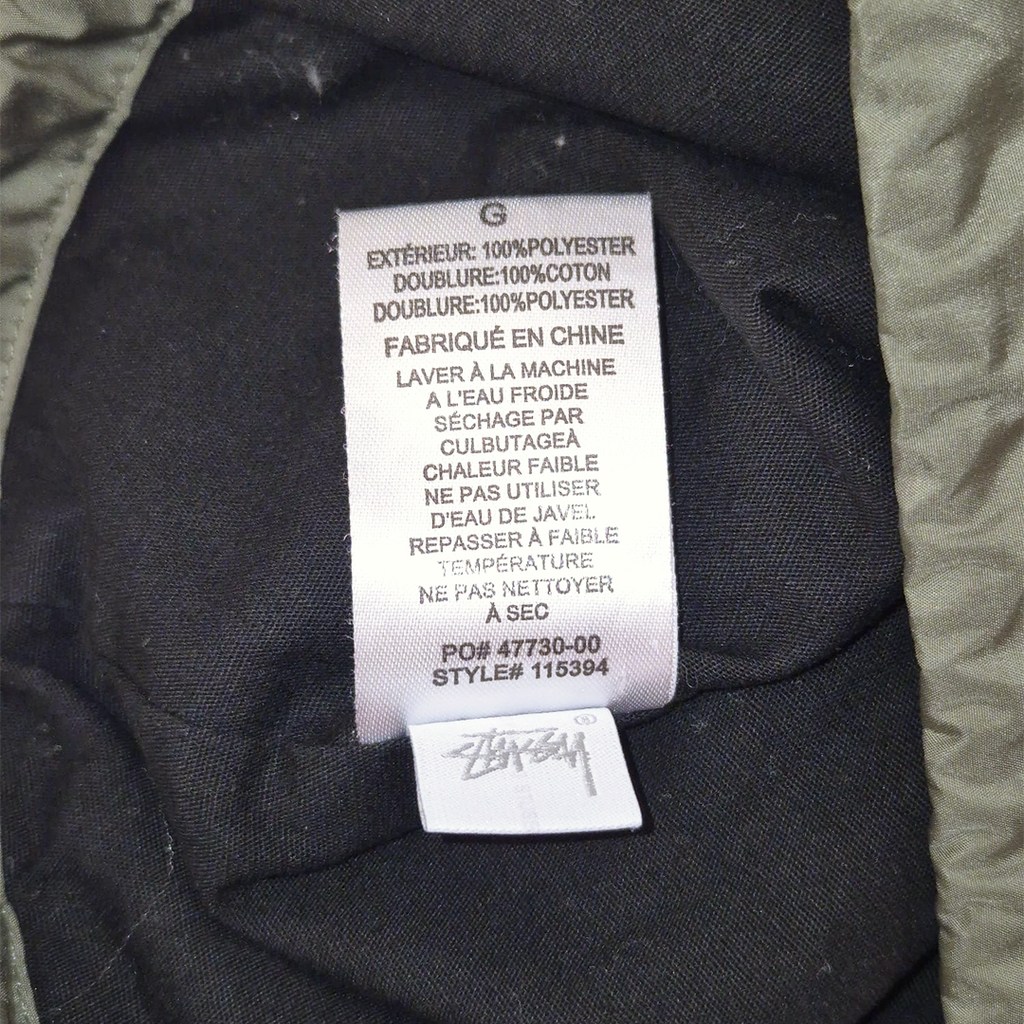 G
EXTÉRIEUR: 100%POLYESTER
DOUBLURE:100%COTON
DOUBLURE:100%POLYESTER
FABRIQUÉ EN CHINE
LAVER À LA MACHINE
A L'EAU FROIDE
SÉCHAGE PAR
CULBUTAGEÀ
CHALEUR FAIBLE
NE PAS UTILISER
D'EAU DE JAVEL
REPASSER À FAIBLE
TEMPÉRATURE
NE PAS NETTOYER
À SEC
PO# 47730-00
STYLE# 115394
STÜSSY ®